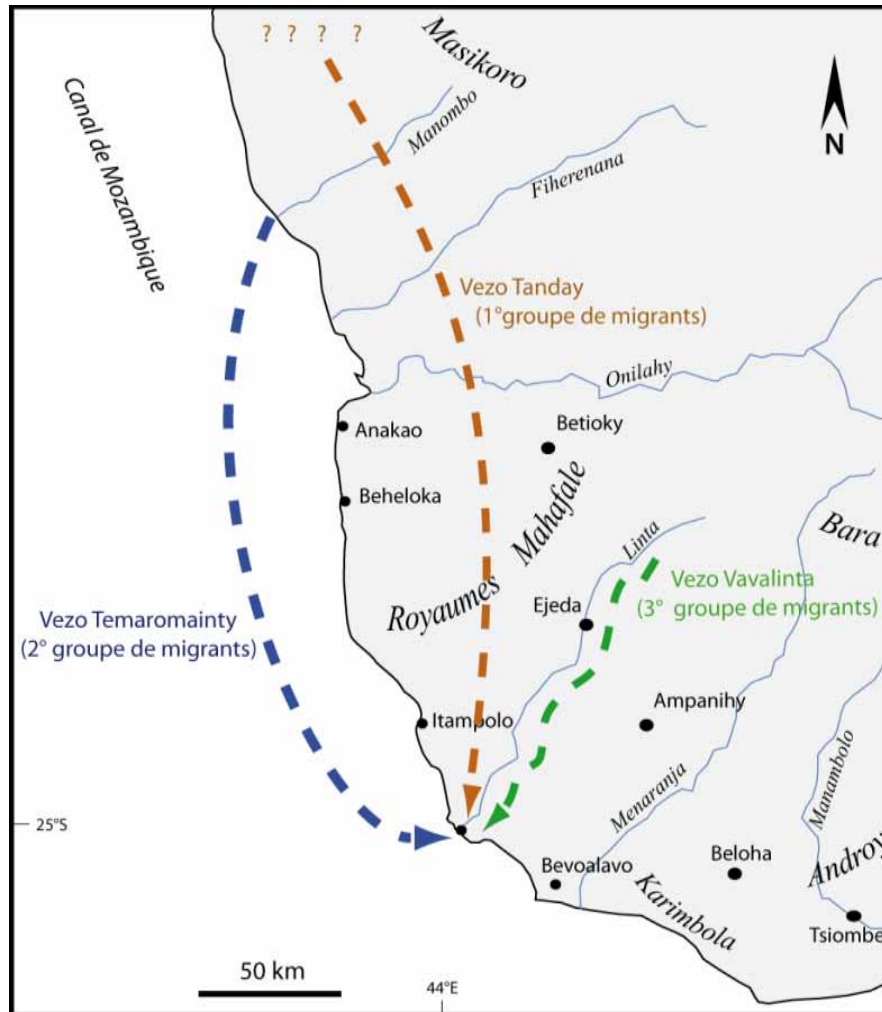 ? ? ? ?
Masikoro
Canal de Mozambique
Manombo
N
Fiherenana
Vezo Tanday
(1°groupe de migrants)
Onilahy
Anakao
Betioky
Beheloka
Royaumes Mahafale
Bara
Linta
Vezo Vavalinta
(3° groupe de migrants)
Ejeda
Vezo Temaromainty
(2° groupe de migrants)
Itampolo
Ampanihy
Menaranja
Manambolo
25°S
Bevoalavo
Beloha
Androy
Karimbola
Tsiombe
50 km
44°E